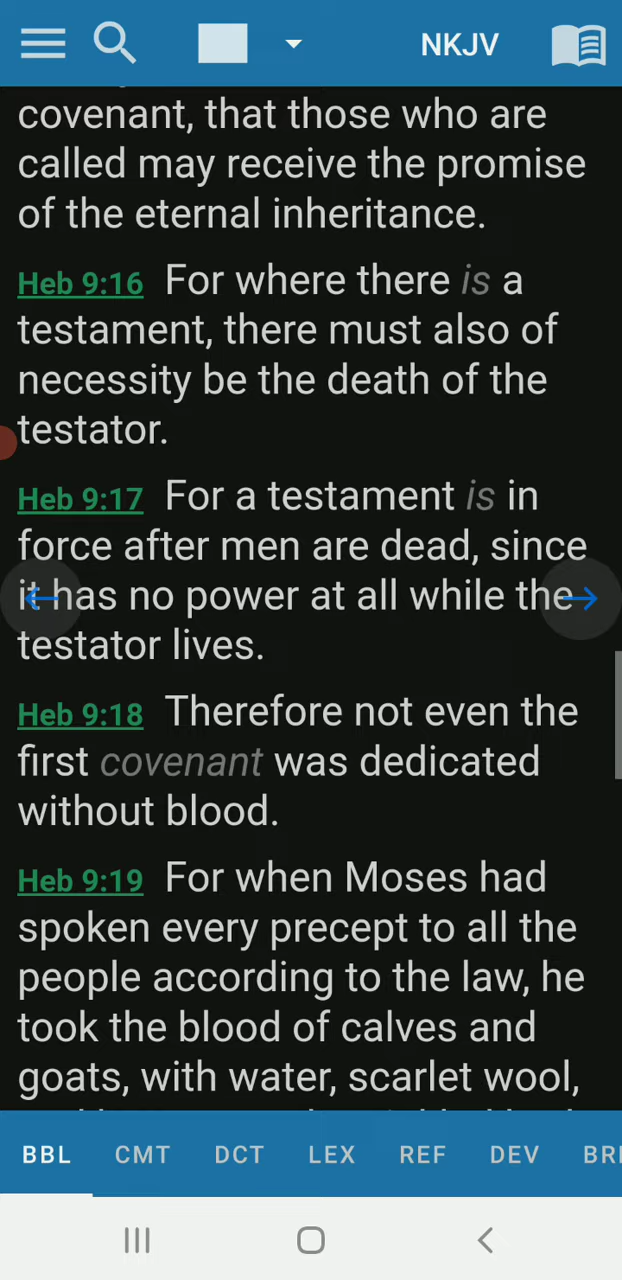 NKJV
covenant, that those who are
called may receive the promise
of the eternal inheritance.
Heb 9:16 For where there is a
testament, there must also of
necessity be the death of the
testator.
Heb 9:17 For a testament is in
force after men are dead, since
it has no power at all while the
testator lives.
Heb 9:18 Therefore not even the
first covenant was dedicated
without blood.
Heb 9:19 For when Moses had
spoken every precept to all the
people according to the law, he
took the blood of calves and
goats, with water, scarlet wool,
BBL CMT DCT LEX REF DEV BRI